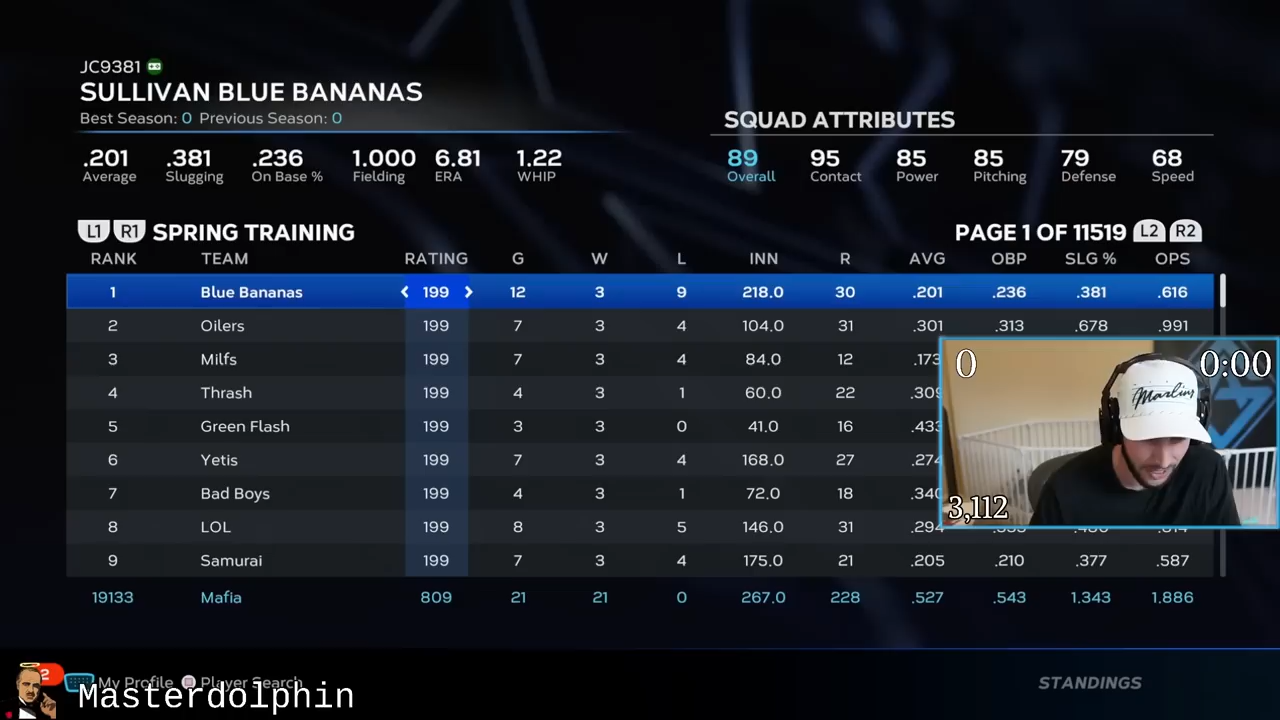 JC9381
SULLIVAN BLUE BANANAS
Best Season: 0 Previous Season: 0
.201 .381 .236 1.000 6.81 1.22
Average Slugging On Base % Fielding ERA WHIP
SQUAD ATTRIBUTES
89 95 85 85 79 68
Overall Contact Power Pitching Defense Speed
L1 R1 SPRING TRAINING PAGE 1 OF 11519 L2 R2
RANK TEAM RATING G W L INN R AVG OBP SLG % OPS
1 Blue Bananas 199 12 3 9 218.0 30 .201 .236 .381 .616
2 Oilers 199 7 3 4 104.0 31 .301 .313 .678 .991
3 Milfs 199 7 3 4 84.0 12 .173
4 Thrash 199 4 3 1 60.0 22 .309
5 Green Flash 199 3 3 0 41.0 16 .433
6 Yetis 199 7 3 4 168.0 27 .274
7 Bad Boys 199 4 3 1 72.0 18 .340
8 LOL 199 8 3 5 146.0 31 .294
9 Samurai 199 7 3 4 175.0 21 .205 .210 .377 .587
19133 Mafia 809 21 21 0 267.0 228 .527 .543 1.343 1.886
0 0:00
Marlins
3,112
2 My Profile Player Search
Masterdolphin
STANDINGS